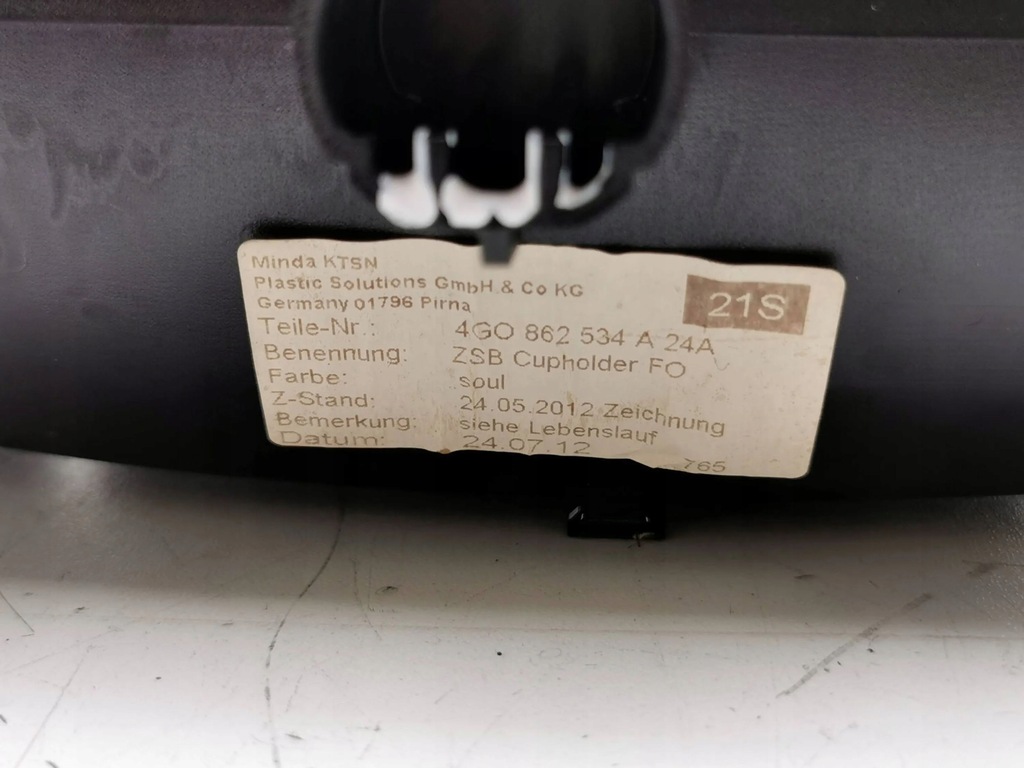 Minda KTSN
Plastic Solutions GmbH & Co KG
Germany 01796 Pirna
21S
Teile-Nr.: 4GO 862 534 A 24A
Benennung: ZSB Cupholder FO
Farbe: soul
Z-Stand: 24.05.2012 Zeichnung
Bemerkung: siehe Lebenslauf
Datum: 24.07.12
765